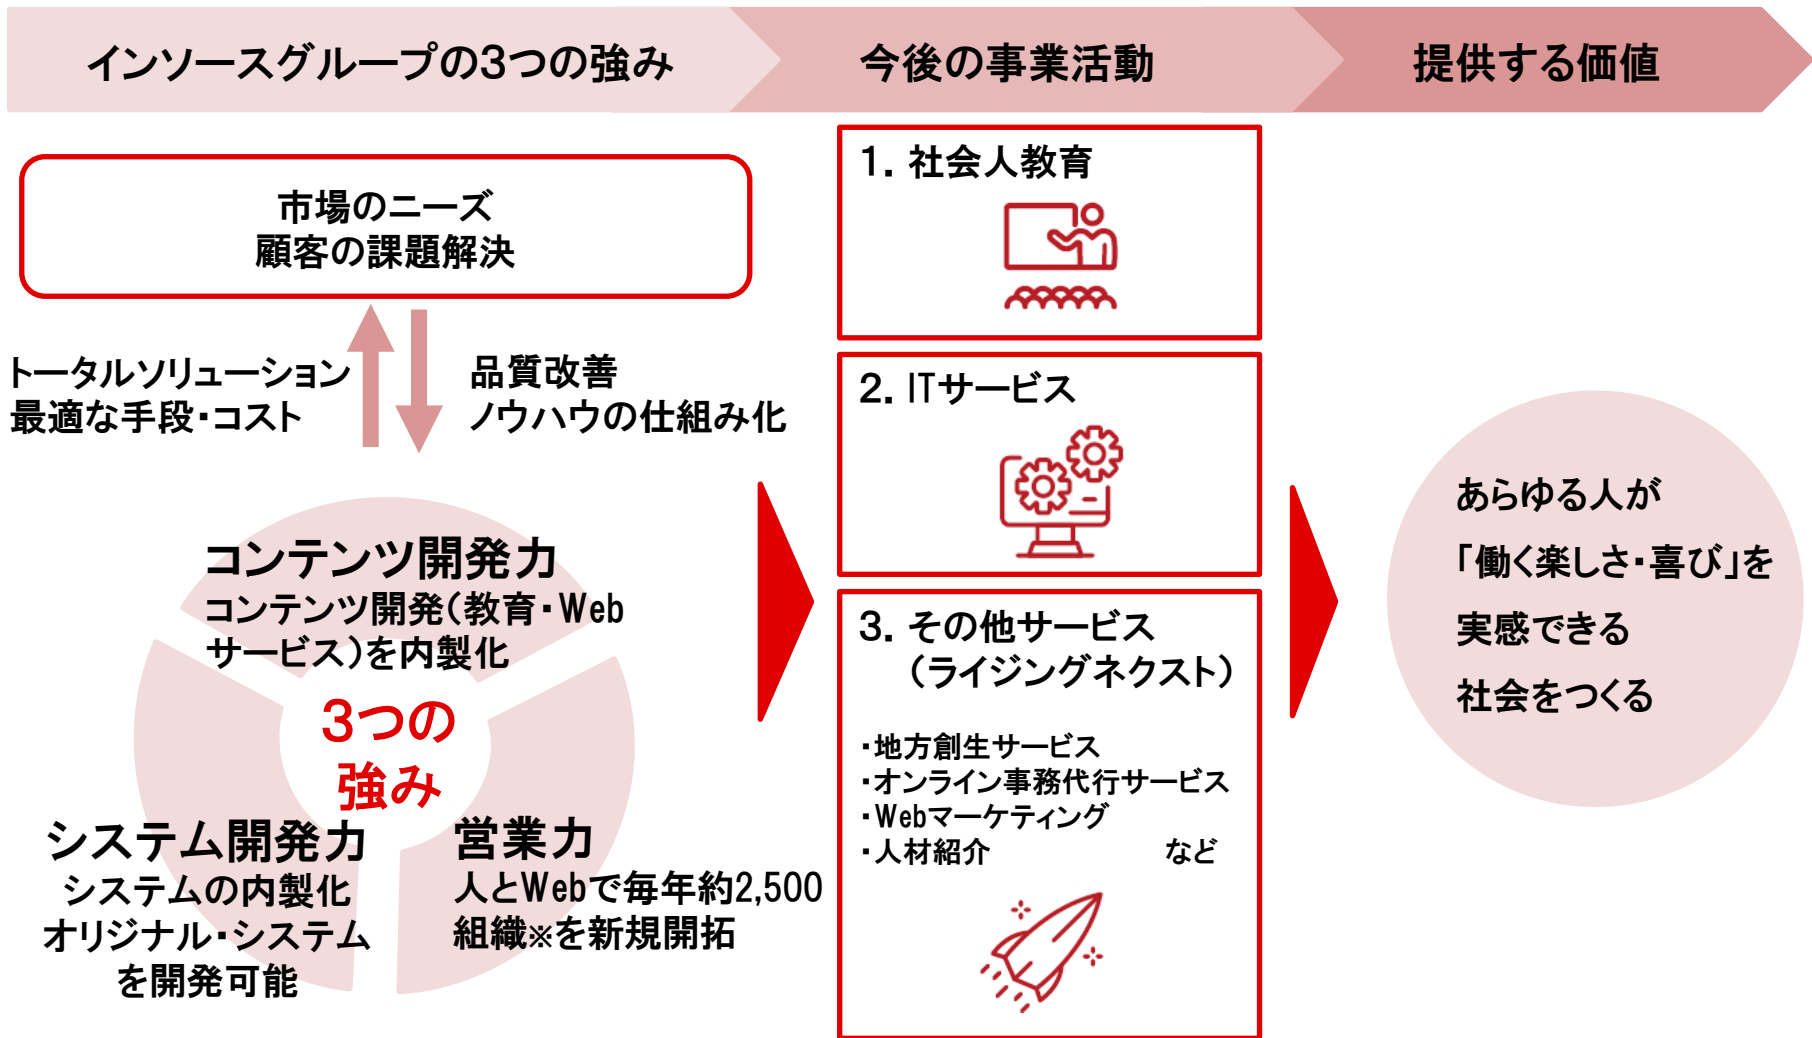 インソースグループの3つの強み
今後の事業活動
提供する価値
市場のニーズ
顧客の課題解決
トータルソリューション
最適な手段・コスト
品質改善
ノウハウの仕組み化
コンテンツ開発力
コンテンツ開発(教育・Web
サービス)を内製化
3つの
強み
システム開発力
システムの内製化
オリジナル・システム
を開発可能
営業力
人とWebで毎年約2,500
組織※を新規開拓
1. 社会人教育
2. ITサービス
3. その他サービス
(ライジングネクスト)
・地方創生サービス
・オンライン事務代行サービス
・Webマーケティング
・人材紹介 など
あらゆる人が
「働く楽しさ・喜び」を
実感できる
社会をつくる